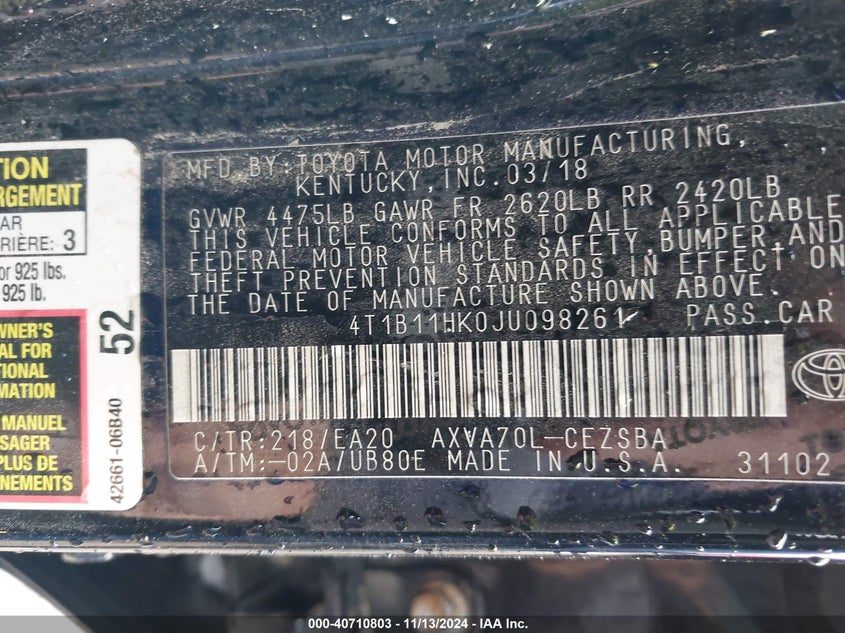 TION
RGEMENT
AR
RIÈRE: 3
or 925 lbs.
925 lb.
WNER'S
AL FOR
TIONAL
MATION
MANUEL
SSAGER
PLUS DE
NEMENTS
52
42661-06B40
MFD.BY:TOYOTA MOTOR MANUFACTURING,
KENTUCKY,INC.03/18
GVWR 4475LB GAWR FR 2620LB RR 2420LB
THIS VEHICLE CONFORMS TO ALL APPLICABLE
FEDERAL MOTOR VEHICLE SAFETY,BUMPER,AND
THEFT PREVENTION STANDARDS IN EFFECT ON
THE DATE OF MANUFACTURE SHOWN ABOVE.
4T1B11HK0JU098261 PASS.CAR
C/TR:218/EA20 AXVA70L-CEZSBA
A/TM:-02A/UB80E MADE IN U.S.A. 31102
000-40710803 - 11/13/2024 - IAA Inc.